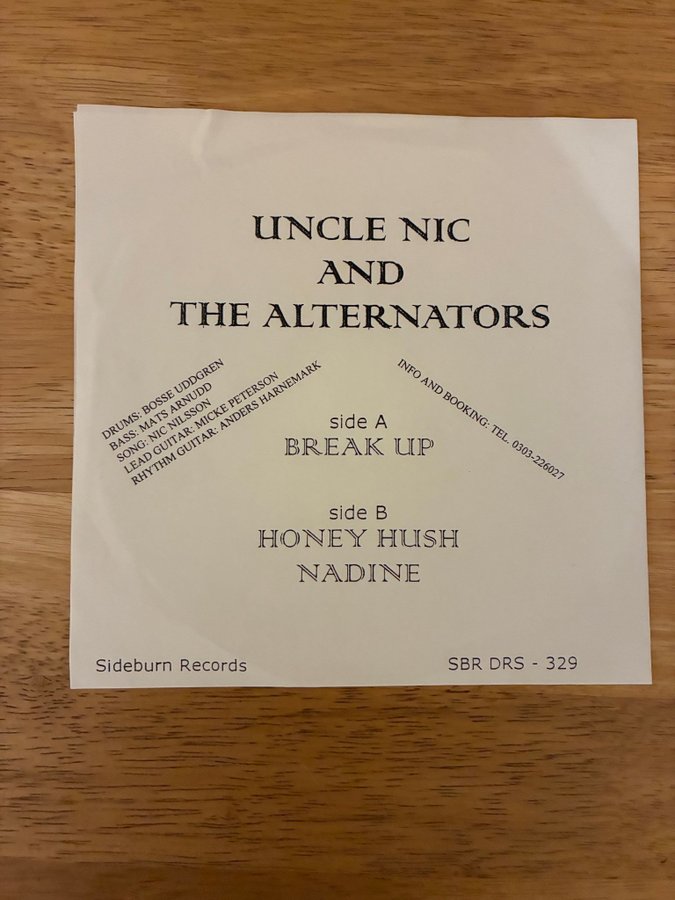 UNCLE NIC
AND
THE ALTERNATORS
DRUMS: BOSSE UDDGREN
BASS: MATS ARNUDD
SONG: NIC NILSSON
LEAD GUITAR: MICKE PETERSON
RHYTHM GUITAR: ANDERS HARNEMARK
INFO AND BOOKING: TEL. 0303-226027
side A
BREAK UP
side B
HONEY HUSH
NADINE
Sideburn Records
SBR DRS - 329